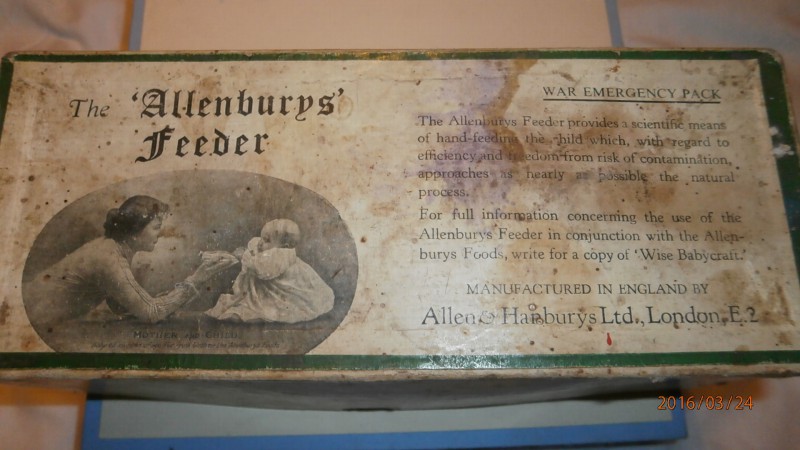 The 'Allenburys'
Feeder
MOTHER AND CHILD
WAR EMERGENCY PACK
The Allenburys Feeder provides a scientific means
of hand-feeding the child which, with regard to
efficiency and freedom from risk of contamination,
approaches as nearly as possible the natural
process.
For full information concerning the use of the
Allenburys Feeder in conjunction with the Allen-
burys Foods, write for a copy of 'Wise Babycraft.'
MANUFACTURED IN ENGLAND BY
Allen & Hanburys Ltd., London, E.2
2016/03/24